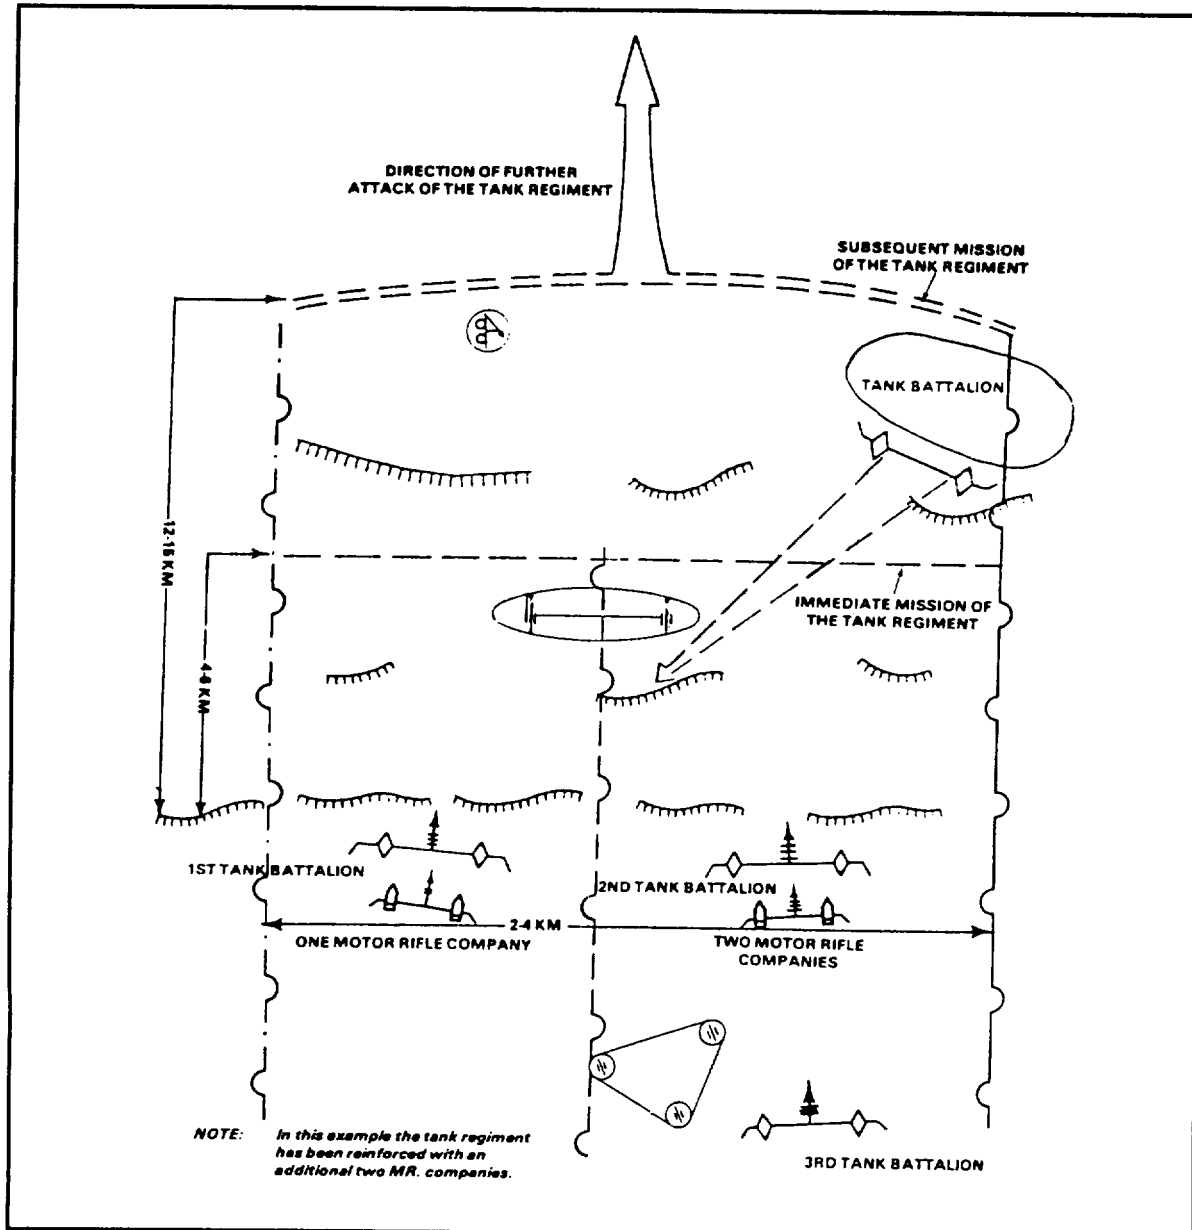 DIRECTION OF FURTHER
ATTACK OF THE TANK REGIMENT
SUBSEQUENT MISSION
OF THE TANK REGIMENT
TANK BATTALION
12-15 KM
IMMEDIATE MISSION OF
THE TANK REGIMENT
4-6 KM
1ST TANK BATTALION
2ND TANK BATTALION
2-4 KM
ONE MOTOR RIFLE COMPANY
TWO MOTOR RIFLE
COMPANIES
NOTE: In this example the tank regiment
has been reinforced with an
additional two MR. companies.
3RD TANK BATTALION